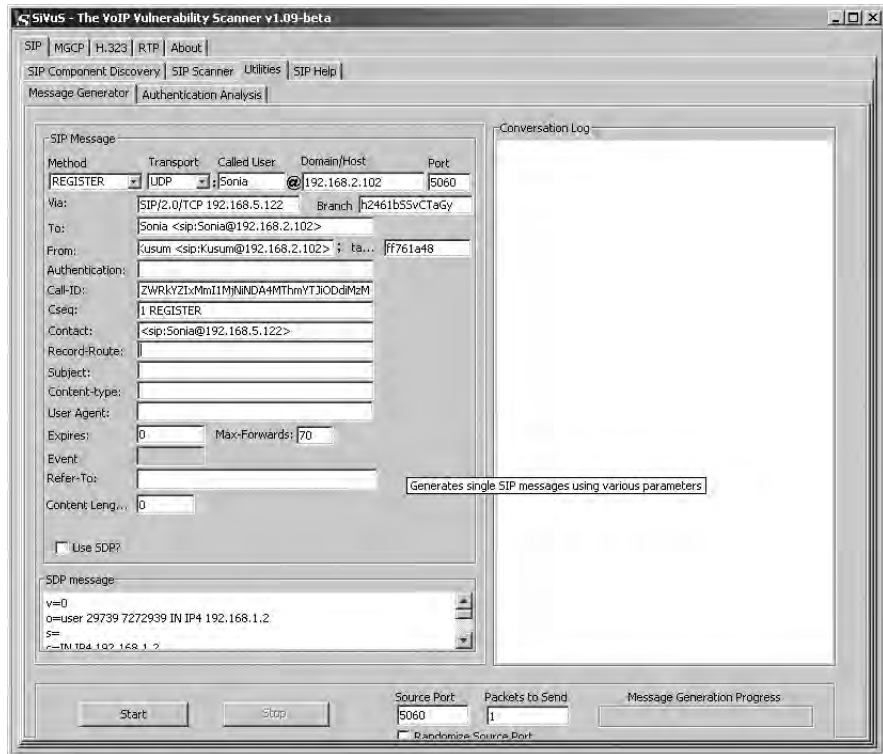 SiVuS - The VoIP Vulnerability Scanner v1.09-beta
SIP MGCP H.323 RTP About
SIP Component Discovery SIP Scanner Utilities SIP Help
Message Generator Authentication Analysis
SIP Message
Conversation Log
Method Transport Called User Domain/Host Port
REGISTER UDP : Sonia @ 192.168.2.102 5060
Via: SIP/2.0/TCP 192.168.5.122 Branch h2461bSSvCTaGy
To: Sonia <sip:Sonia@192.168.2.102>
From: Kusum <sip:Kusum@192.168.2.102> ; ta... ff761a48
Authentication:
Call-ID: ZWRkYZIxMmI1MjNiNDA4MThmYTJiODdiMzM
Cseq: 1 REGISTER
Contact: <sip:Sonia@192.168.5.122>
Record-Route:
Subject:
Content-type:
User Agent:
Expires: 0 Max-Forwards: 70
Event
Refer-To:
Generates single SIP messages using various parameters
Content Leng... 0
Use SDP?
SDP message
v=0
o=user 29739 7272939 IN IP4 192.168.1.2
s=
c=IN IP4 192.168.1.2
Source Port Packets to Send Message Generation Progress
Start Stop 5060 1
Randomize Source Port